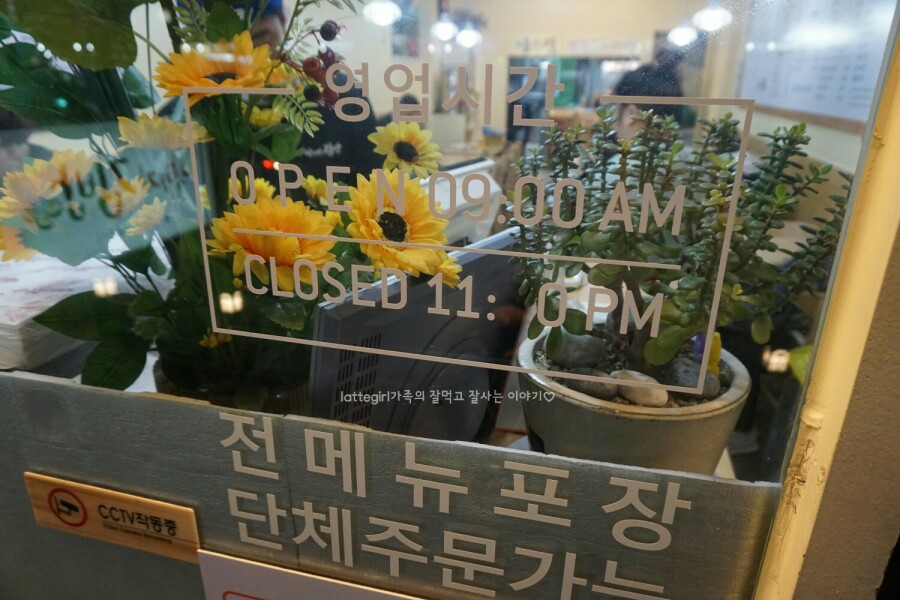 영업시간
OPEN 09:00 AM
CLOSED 11: 0 PM
lattegirl가족의 잘먹고 잘사는 이야기♡
전메뉴포장
단체주문가능
CCTV작동중